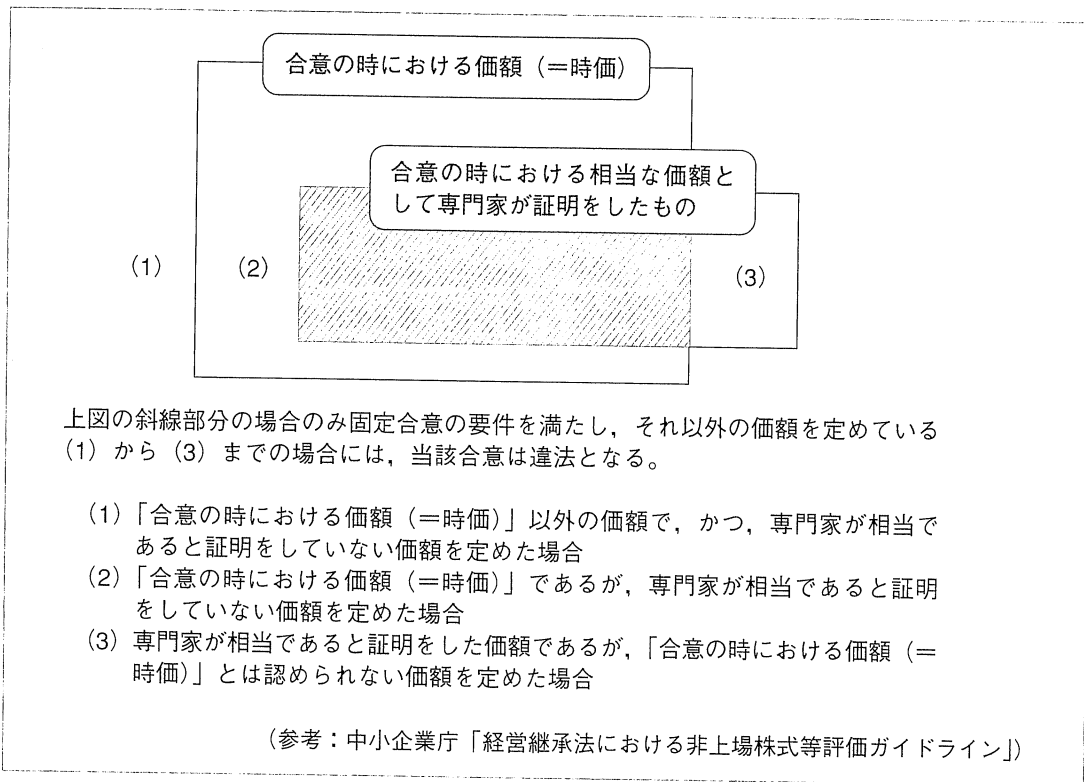 合意の時における価額（＝時価）
合意の時における相当な価額と
して専門家が証明をしたもの
(1)
(2)
(3)
上図の斜線部分の場合のみ固定合意の要件を満たし，それ以外の価額を定めている
(1) から (3) までの場合には，当該合意は違法となる。
(1)「合意の時における価額（＝時価）」以外の価額で，かつ，専門家が相当で
あると証明をしていない価額を定めた場合
(2)「合意の時における価額（＝時価）」であるが，専門家が相当であると証明
をしていない価額を定めた場合
(3) 専門家が相当であると証明をした価額であるが，「合意の時における価額（＝
時価）」とは認められない価額を定めた場合
（参考：中小企業庁「経営継承法における非上場株式等評価ガイドライン」）